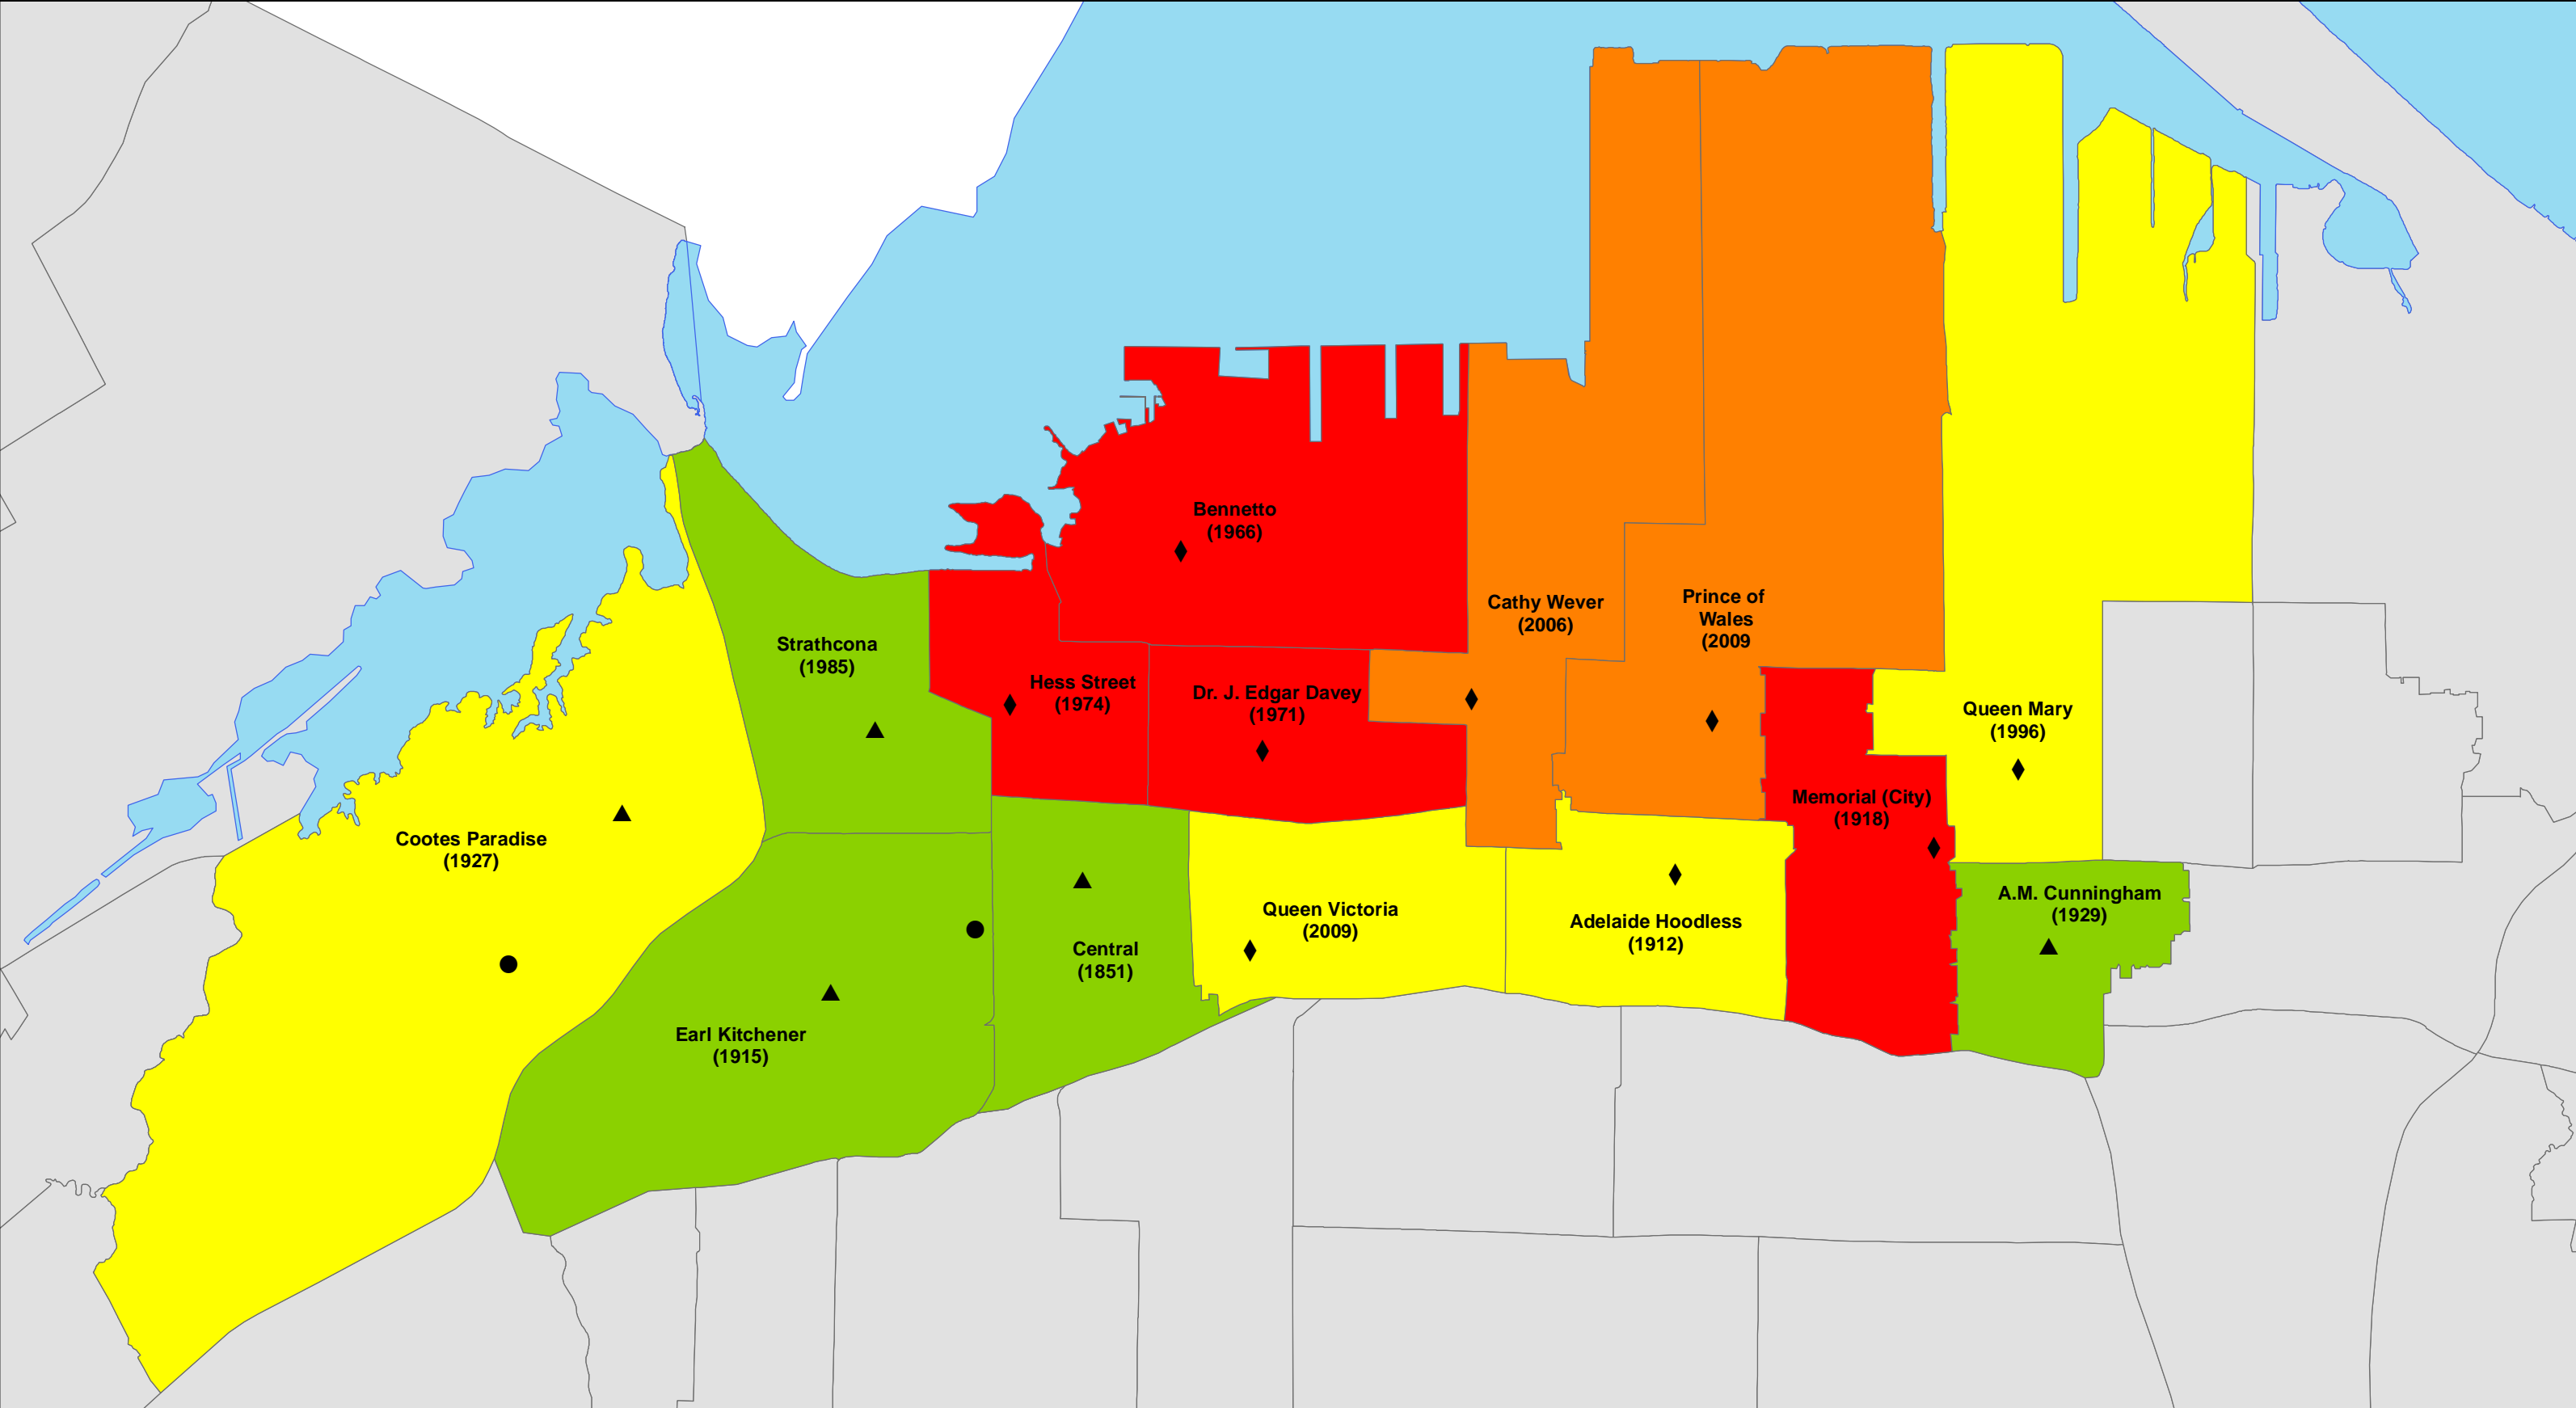 Bennetto
(1966)
Cathy Wever
(2006)
Prince of
Wales
(2009
Strathcona
(1985)
Hess Street
(1974)
Dr. J. Edgar Davey
(1971)
Queen Mary
(1996)
Memorial (City)
(1918)
Cootes Paradise
(1927)
A.M. Cunningham
(1929)
Queen Victoria
(2009)
Adelaide Hoodless
(1912)
Central
(1851)
Earl Kitchener
(1915)